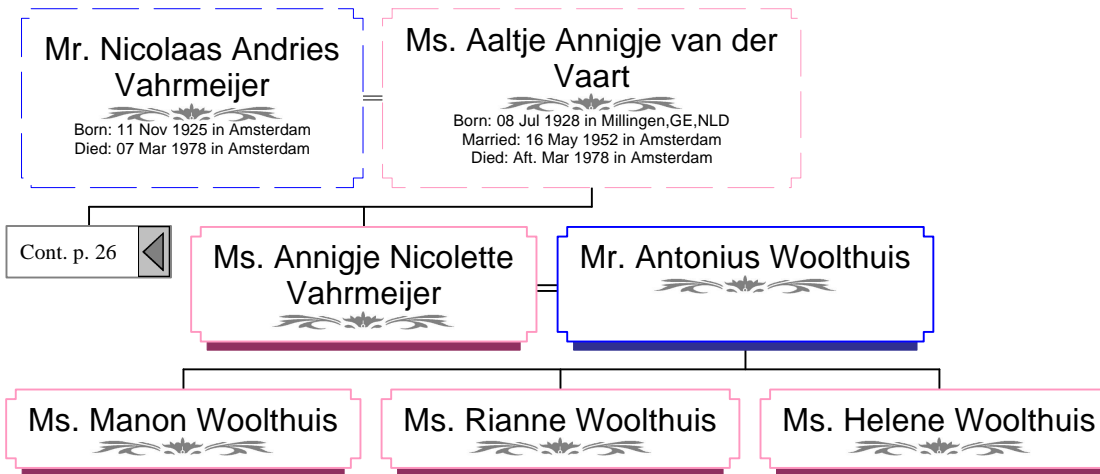 Mr. Nicolaas Andries
Vahrmeijer
Born: 11 Nov 1925 in Amsterdam
Died: 07 Mar 1978 in Amsterdam
Ms. Aaltje Annigje van der
Vaart
Born: 08 Jul 1928 in Millingen,GE,NLD
Married: 16 May 1952 in Amsterdam
Died: Aft. Mar 1978 in Amsterdam
Cont. p. 26
Ms. Annigje Nicolette
Vahrmeijer
Mr. Antonius Woolthuis
Ms. Manon Woolthuis
Ms. Rianne Woolthuis
Ms. Helene Woolthuis